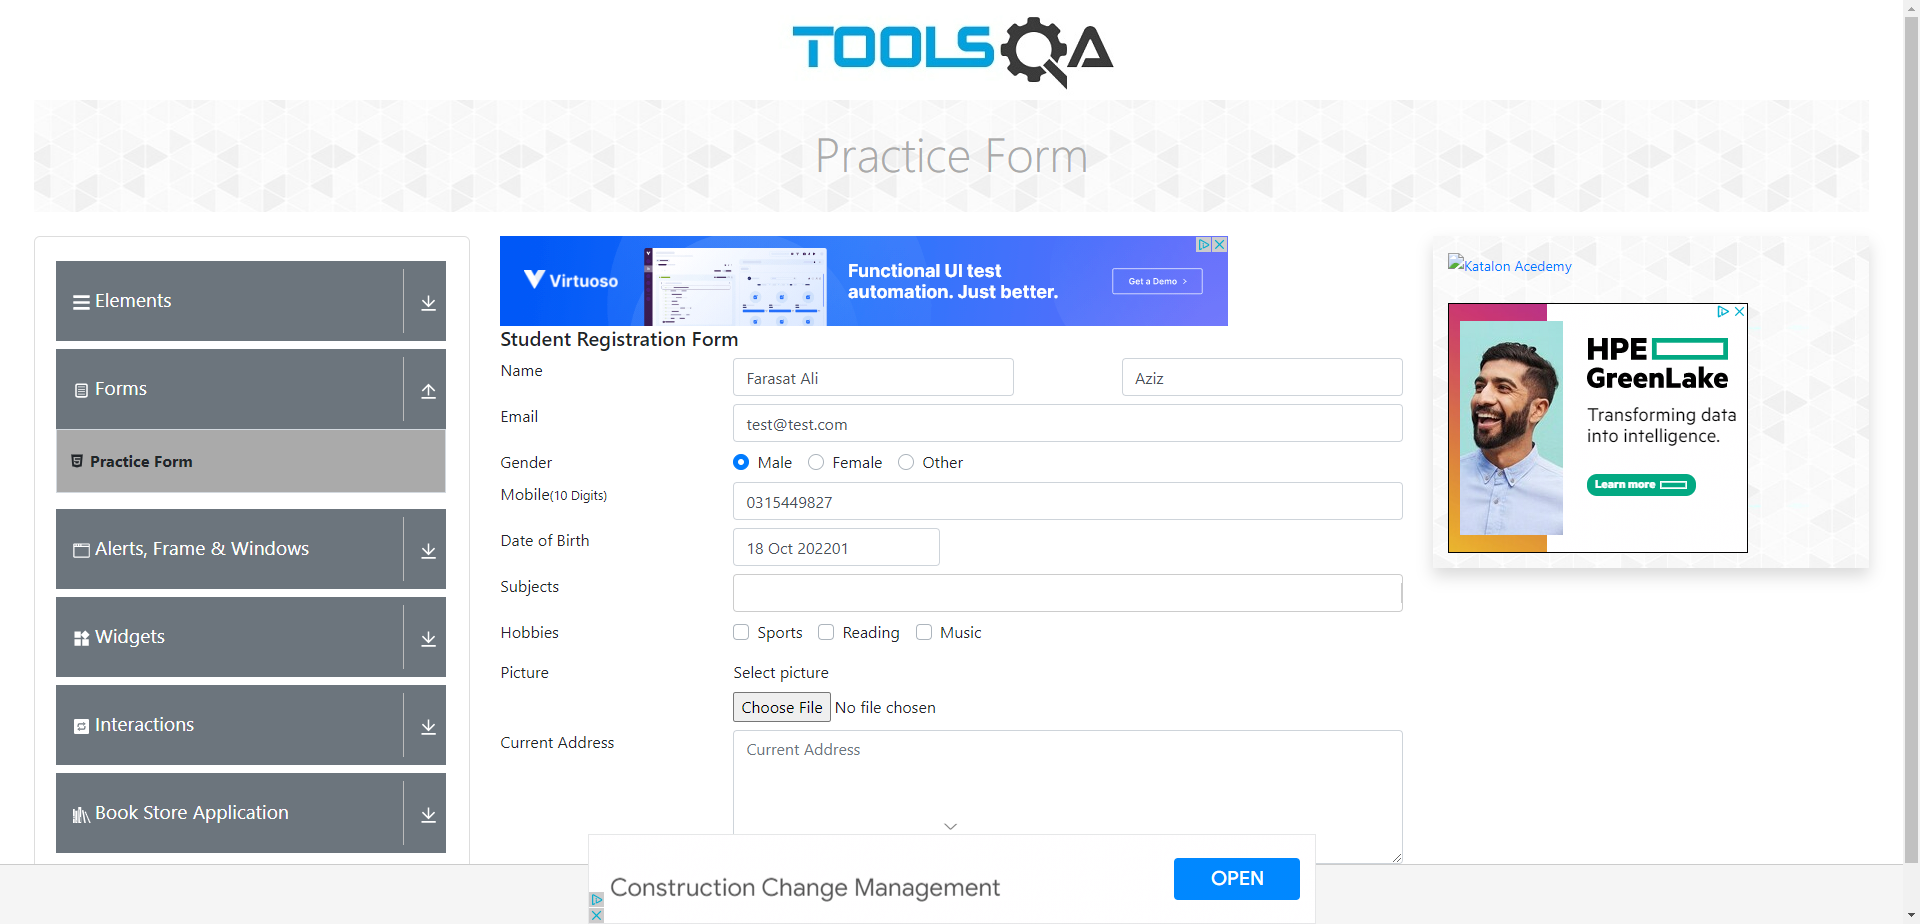 TOOLSQA
Practice Form
Elements
Forms
Practice Form
Alerts, Frame & Windows
Widgets
Interactions
Book Store Application
Virtuoso
Functional UI test
automation. Just better.
Get a Demo >
Student Registration Form
Name
Farasat Ali
Aziz
Email
test@test.com
Gender
Male
Female
Other
Mobile(10 Digits)
0315449827
Date of Birth
18 Oct 202201
Subjects
Hobbies
Sports
Reading
Music
Picture
Select picture
Choose File No file chosen
Current Address
Current Address
Katalon Acedemy
HPE
GreenLake
Transforming data
into intelligence.
Learn more
Construction Change Management
OPEN